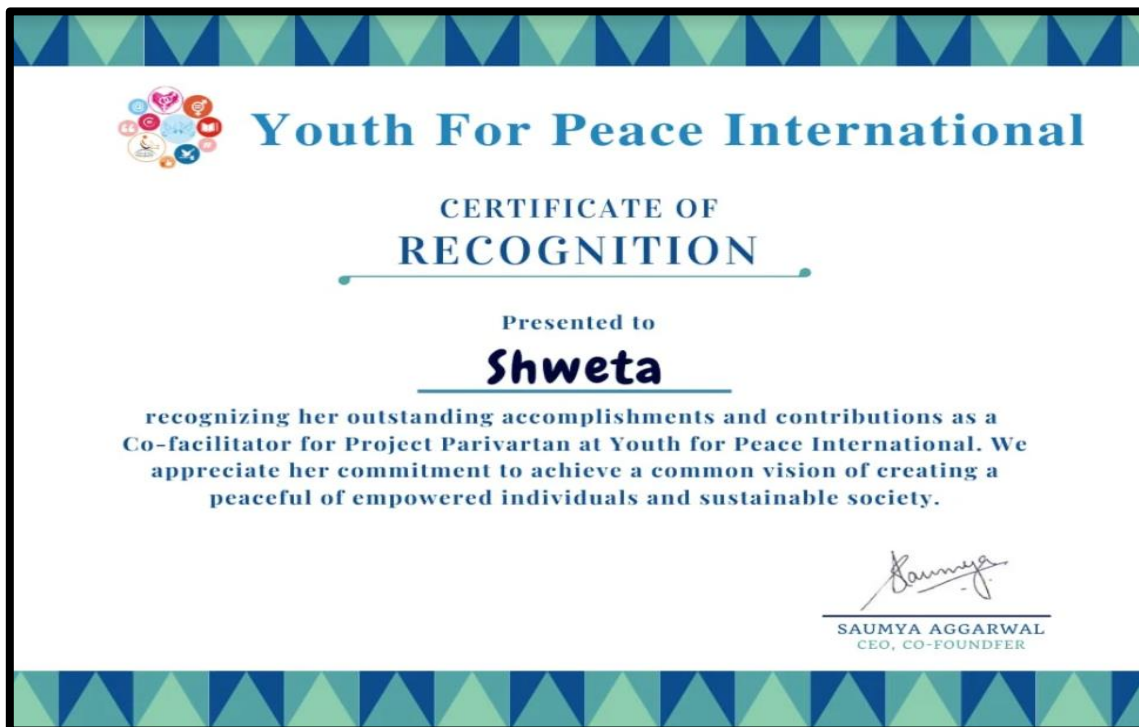 Youth For Peace International
CERTIFICATE OF
RECOGNITION
Presented to
Shweta
recognizing her outstanding accomplishments and contributions as a
Co-facilitator for Project Parivartan at Youth for Peace International. We
appreciate her commitment to achieve a common vision of creating a
peaceful of empowered individuals and sustainable society.
Saumya
SAUMYA AGGARWAL
CEO, CO-FOUNDFER